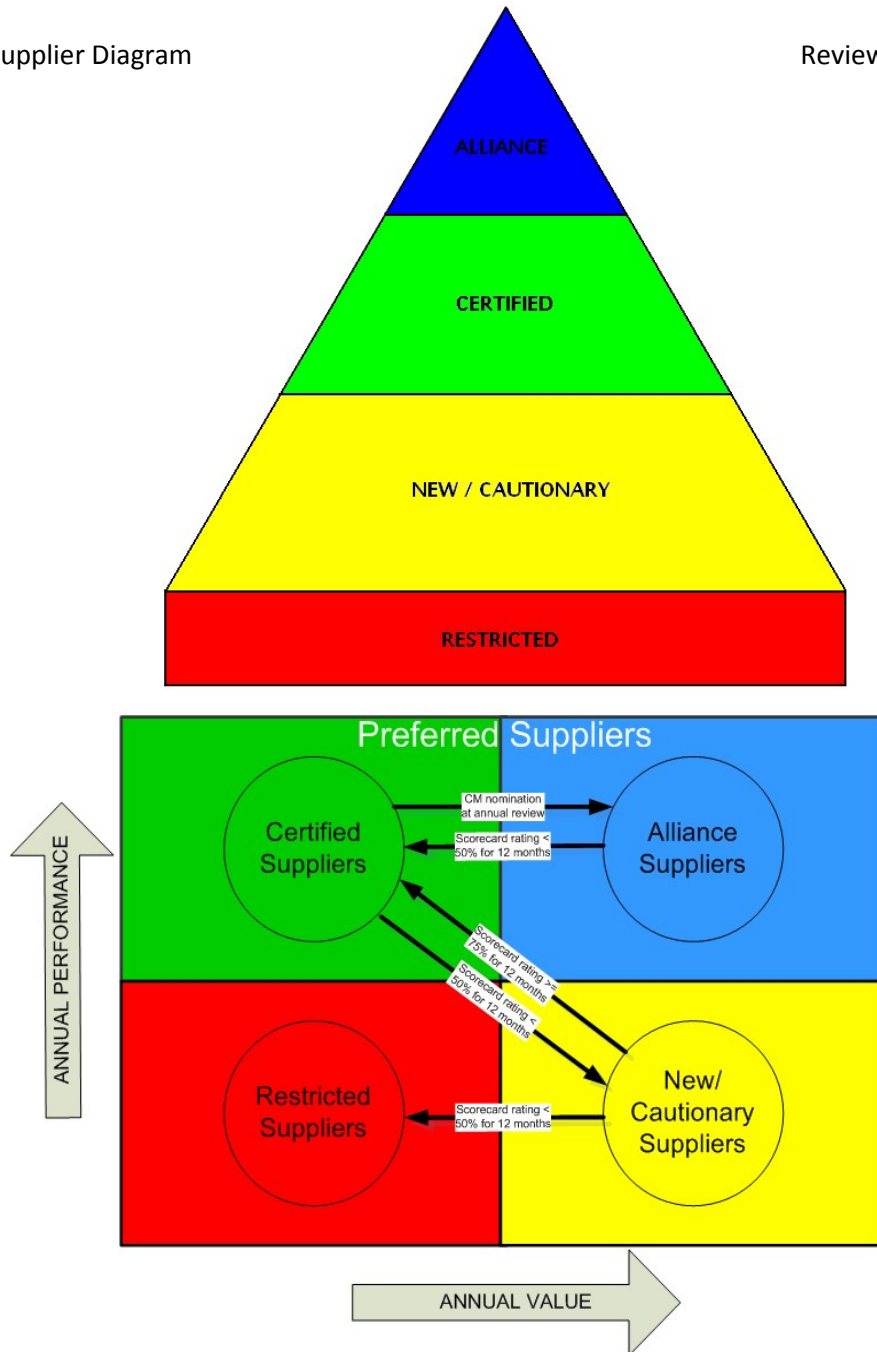 upplier Diagram
Review
ALLIANCE
CERTIFIED
NEW / CAUTIONARY
RESTRICTED
Preferred Suppliers
Certified
Suppliers
CM nomination
at annual review
Scorecard rating <
50% for 12 months
Alliance
Suppliers
Scorecard rating >=
75% for 12 months
Scorecard rating <
50% for 12 months
ANNUAL PERFORMANCE
Restricted
Suppliers
Scorecard rating <
50% for 12 months
New/
Cautionary
Suppliers
ANNUAL VALUE